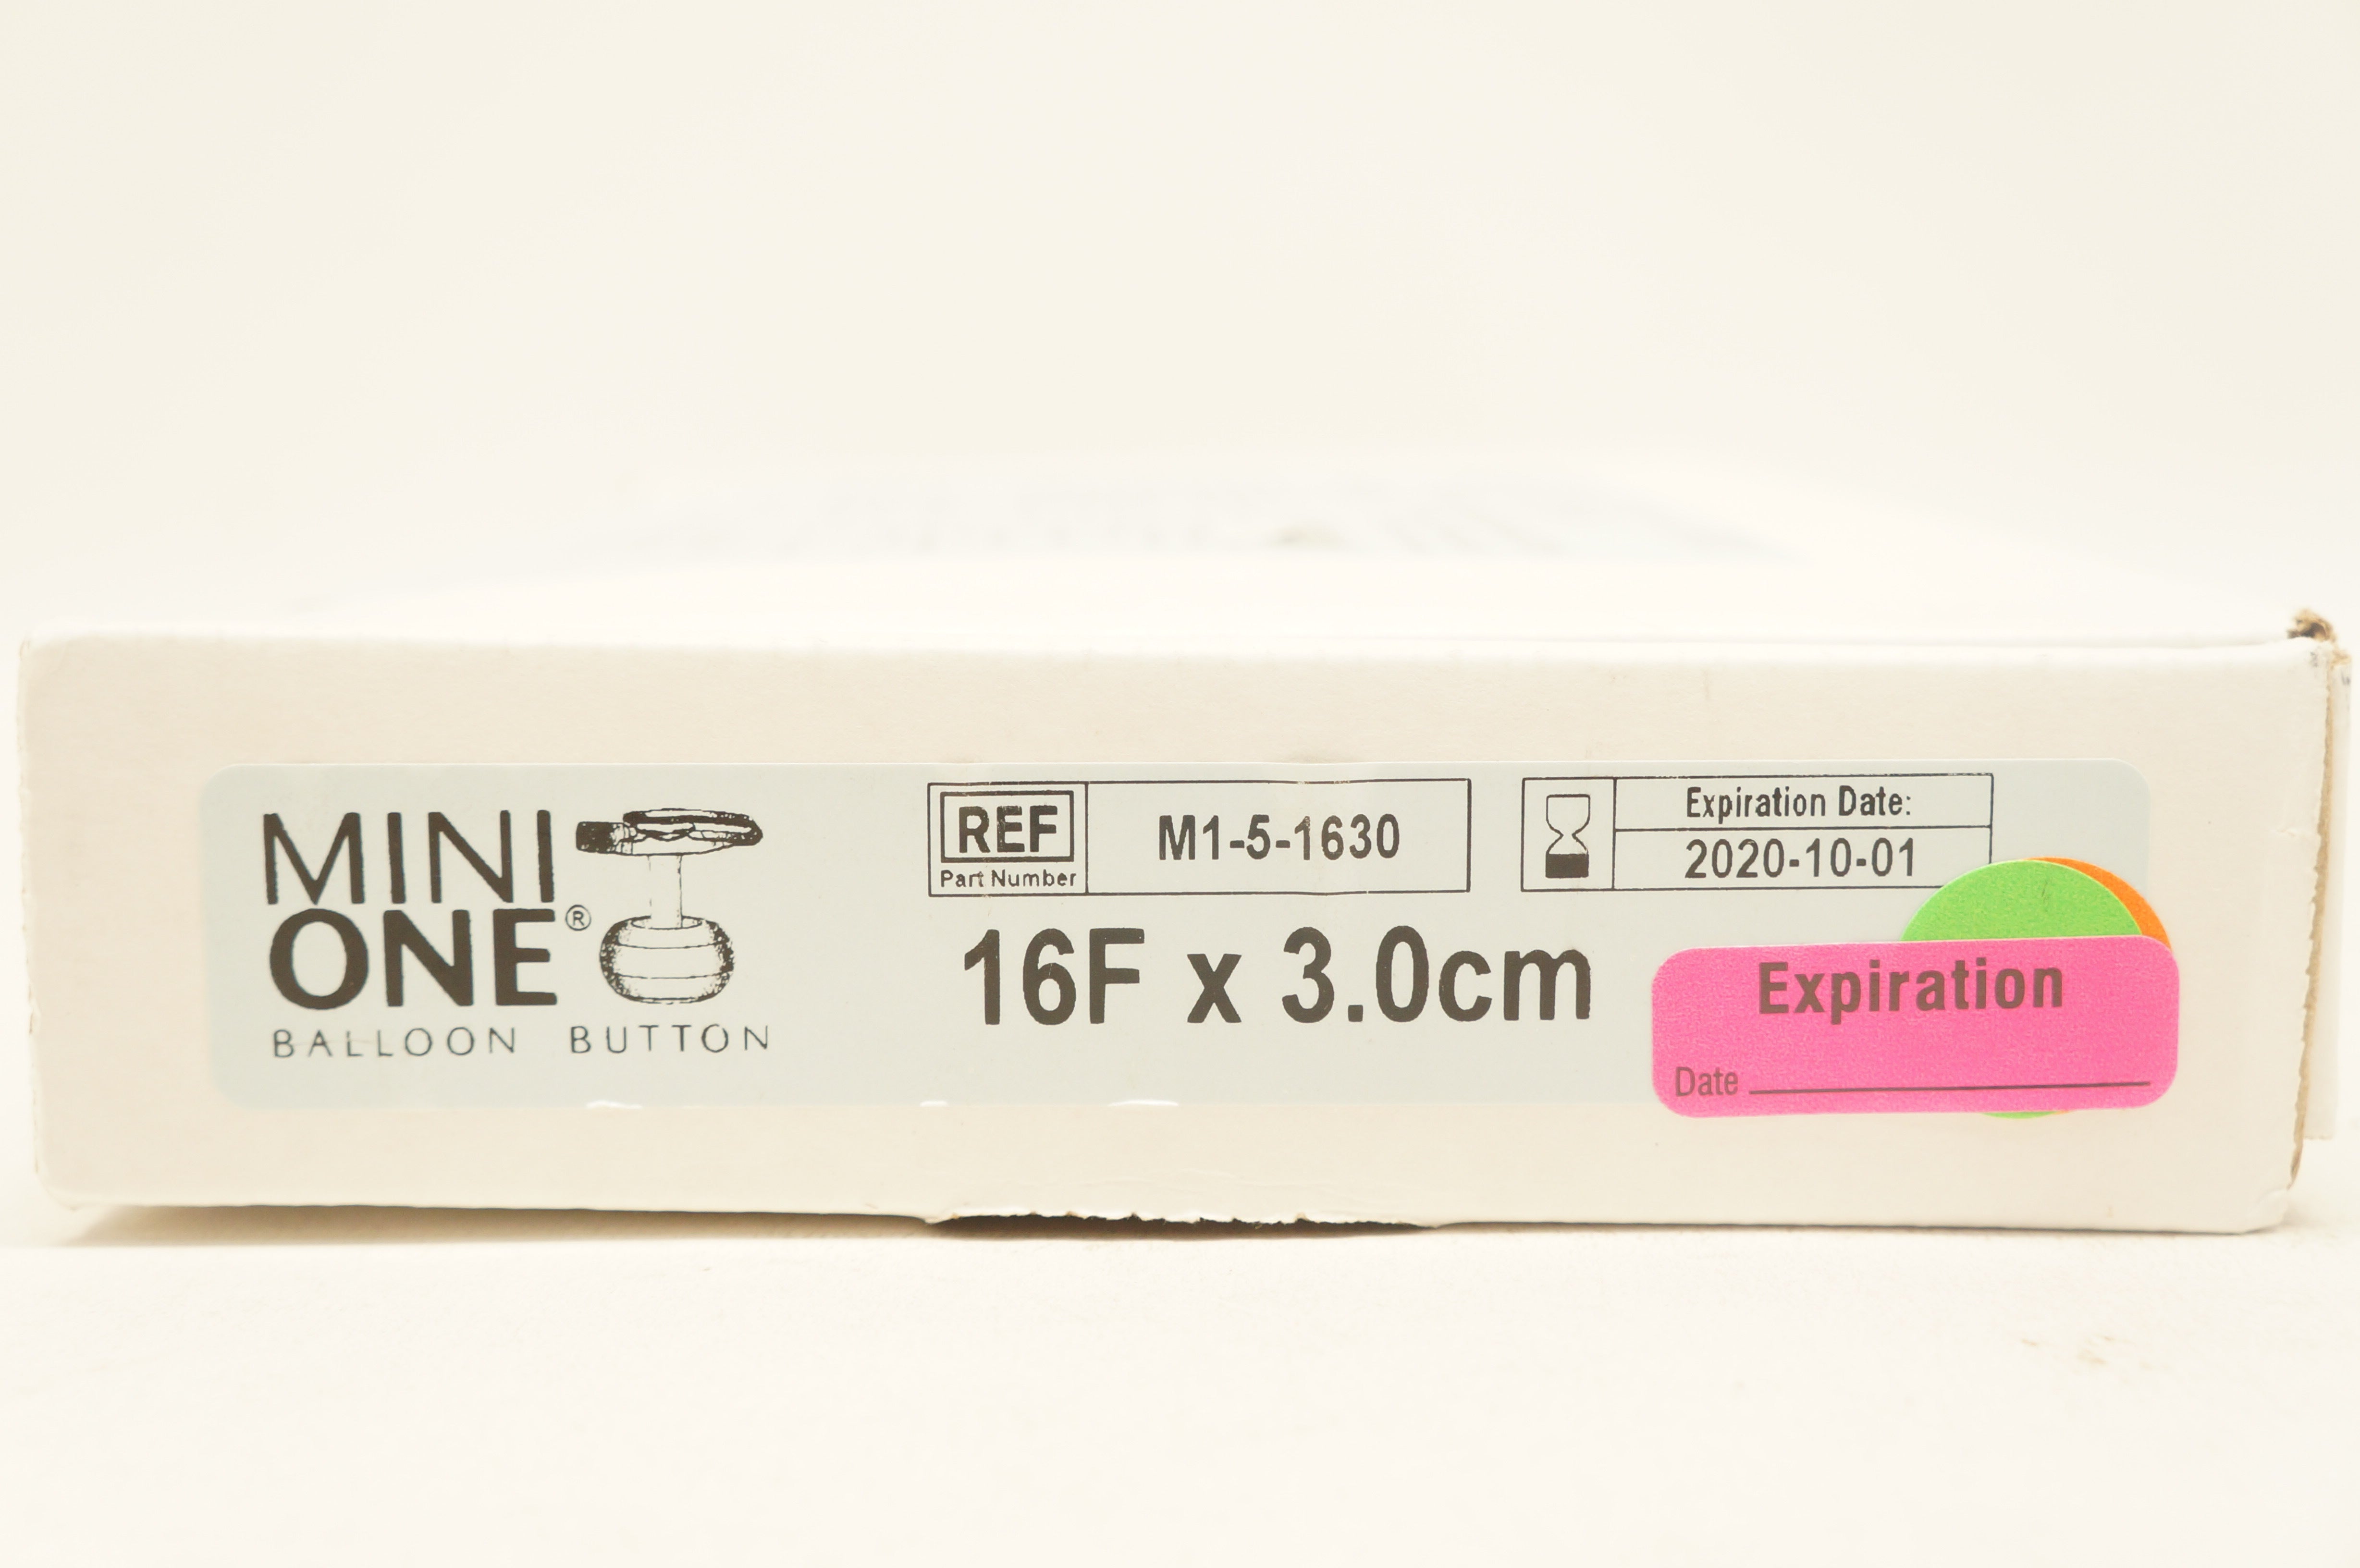 MINI
ONE®
BALLOON BUTTON
REF
Part Number
M1-5-1630
Expiration Date:
2020-10-01
16F x 3.0cm
Expiration
Date